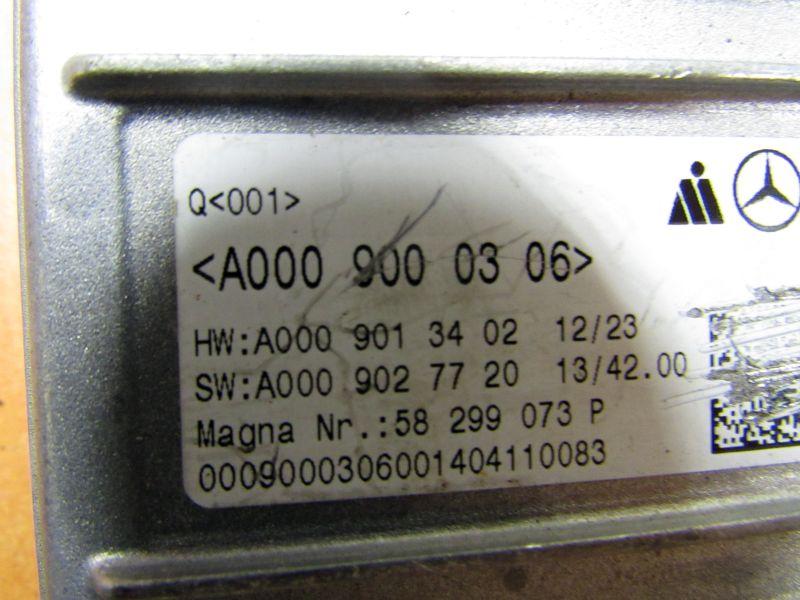 Q<001>
<A000 900 03 06>
HW:A000 901 34 02 12/23
SW:A000 902 77 20 13/42.00
Magna Nr.:58 299 073 P
0009000306001404110083